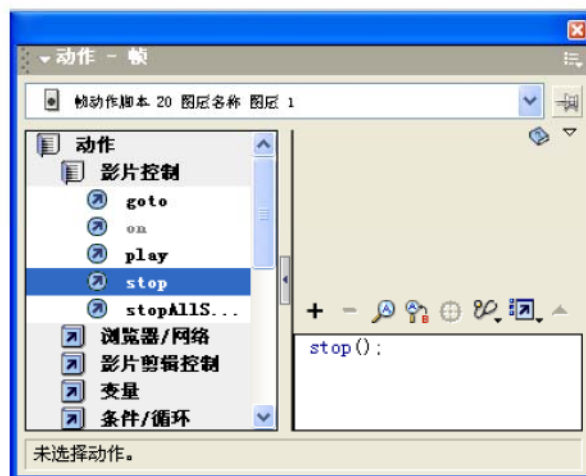 动作 - 帧
帧动作脚本 20 图层名称 图层 1
动作
影片控制
goto
on
play
stop
stopAllS...
浏览器/网络
影片剪辑控制
变量
条件/循环
stop();
未选择动作。